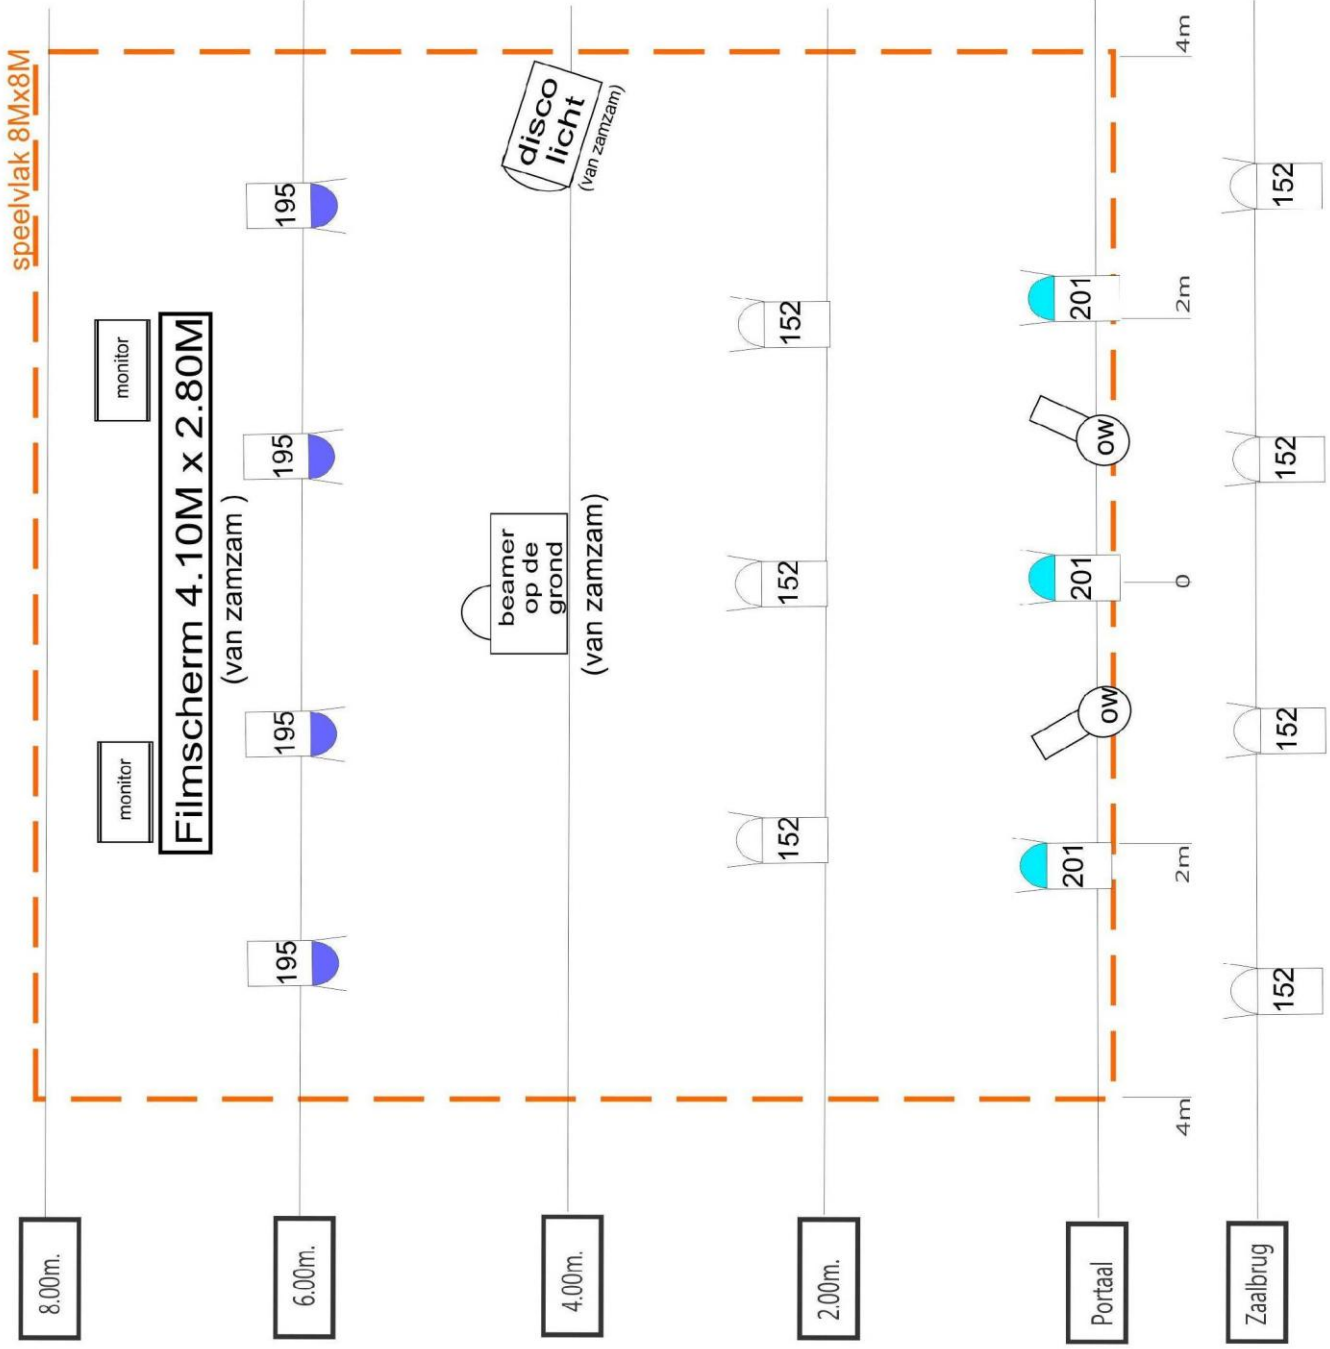 speelvlak 8Mx8M
8.00m.
monitor
monitor
Filmscherm 4.10M x 2.80M
(van zamzam )
6.00m.
195
195
195
195
beamer
op de
grond
(van zamzam)
disco
licht
(van zamzam)
4.00m.
2.00m.
152
152
152
Portaal
201
ow
201
ow
201
4m
2m
0
2m
4m
Zaalbrug
152
152
152
152